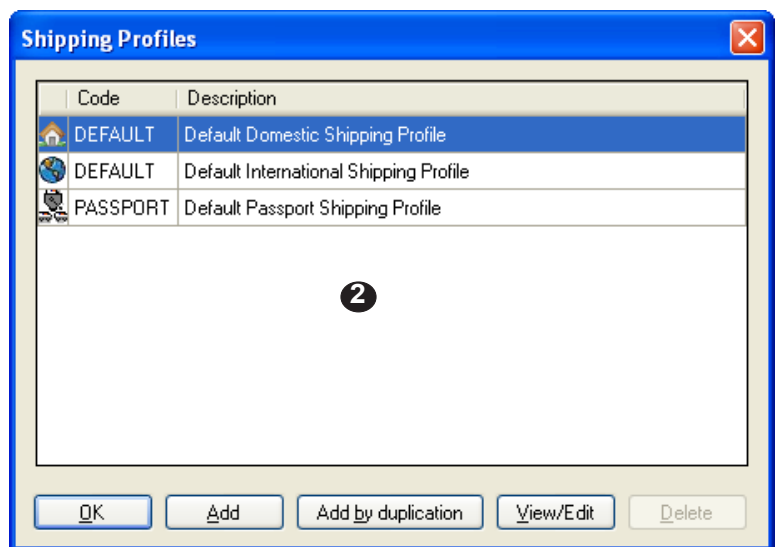 Shipping Profiles
Code Description
DEFAULT Default Domestic Shipping Profile
DEFAULT Default International Shipping Profile
PASSPORT Default Passport Shipping Profile
2
OK Add Add by duplication View/Edit Delete